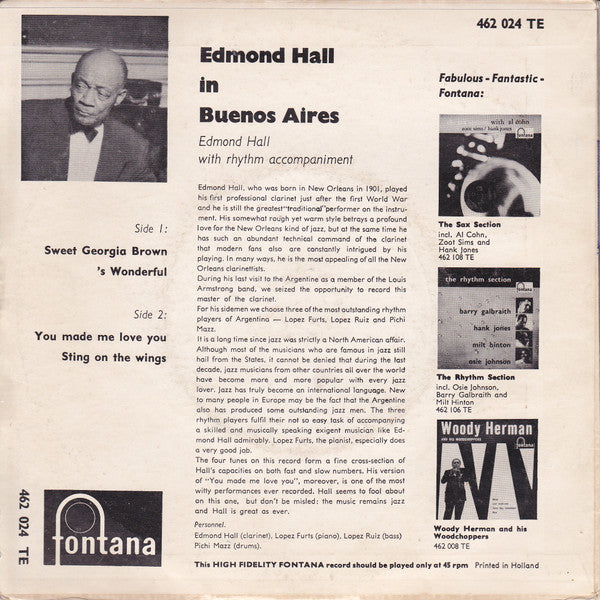 462 024 TE
Edmond Hall
in
Buenos Aires
Edmond Hall
with rhythm accompaniment
Side 1:
Sweet Georgia Brown
's Wonderful
Side 2:
You made me love you
Sting on the wings
Edmond Hall, who was born in New Orleans in 1901, played
his first professional clarinet just after the first World War
and he is still the greatest "traditional" performer on the instru-
ment. His somewhat rough yet warm style betrays a profound
love for the New Orleans kind of jazz, but at the same time he
has such an abundant technical command of the clarinet
that modern fans also are constantly intrigued by his
playing. In many ways, he is the most appealing of all the New
Orleans clarinettists.
During his last visit to the Argentina as a member of the Louis
Armstrong band, we seized the opportunity to record this
master of the clarinet.
For his sidemen we choose three of the most outstanding rhythm
players of Argentina — Lopez Furts, Lopez Ruiz and Pichi
Mazz.
It is a long time since jazz was strictly a North American affair.
Although most of the musicians who are famous in jazz still
hail from the States, it cannot be denied that during the last
decade, jazz musicians from other countries all over the world
have become more and more popular with every jazz
lover. Jazz has truly become an international language. New
to many people in Europe may be the fact that the Argentine
also has produced some outstanding jazz men. The three
rhythm players fulfil their not so easy task of accompanying
a skilled and musically speaking exigent musician like Ed-
mond Hall admirably. Lopez Furts, the pianist, especially does
a very good job.
The four tunes on this record form a fine cross-section of
Hall's capacities on both fast and slow numbers. His version
of "You made me love you", moreover, is one of the most
witty performances ever recorded. Hall seems to fool about
on this one, but don't be misled: the music remains jazz
and Hall is great as ever.
Personnel.
Edmond Hall (clarinet), Lopez Furts (piano), Lopez Ruiz (bass)
Pichi Mazz (drums).
This HIGH FIDELITY FONTANA record should be played only at 45 rpm Printed in Holland
Fabulous - Fantastic -
Fontana:
with al cohn
zoot sims / hank jones
fontana
The Sax Section
incl. Al Cohn,
Zoot Sims and
Hank Jones
462 108 TE
the rhythm section
fontana
barry galbraith
hank jones
milt hinton
osie johnson
The Rhythm Section
incl. Osie Johnson,
Barry Galbraith and
Milt Hinton
462 106 TE
Woody Herman
AND HIS WOODCHOPPERS
fontana
Woody Herman and his
Woodchoppers
462 008 TE
462 024 TE
fontana